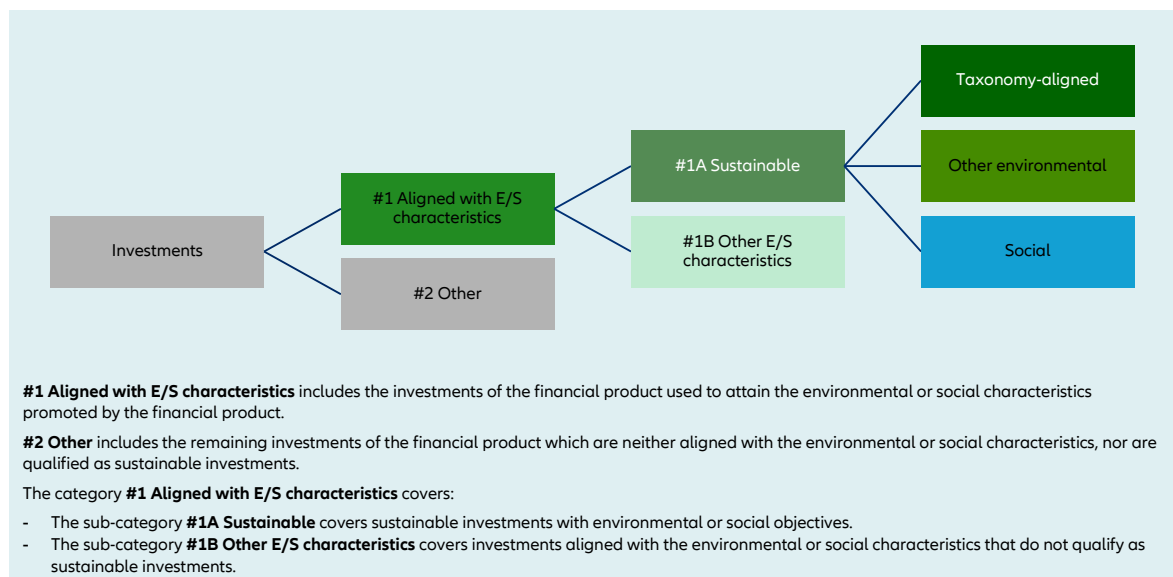 Taxonomy-aligned
#1A Sustainable
Other environmental
#1 Aligned with E/S
characteristics
Investments
#1B Other E/S
characteristics
Social
#2 Other
#1 Aligned with E/S characteristics includes the investments of the financial product used to attain the environmental or social characteristics
promoted by the financial product.
#2 Other includes the remaining investments of the financial product which are neither aligned with the environmental or social characteristics, nor are
qualified as sustainable investments.
The category #1 Aligned with E/S characteristics covers:
- The sub-category #1A Sustainable covers sustainable investments with environmental or social objectives.
- The sub-category #1B Other E/S characteristics covers investments aligned with the environmental or social characteristics that do not qualify as
sustainable investments.